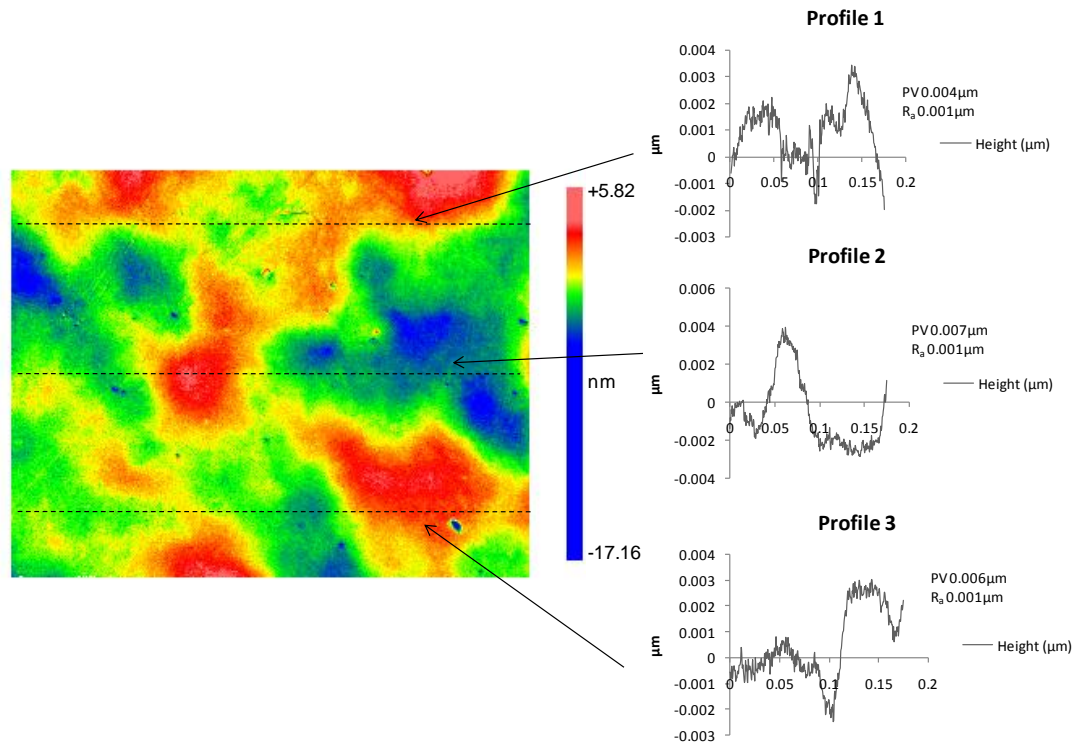 Profile 1
0.004
0.003
0.002
0.001
0
-0.001
-0.002
-0.003
µm
0 0.05 0.1 0.15 0.2
PV 0.004µm
Ra 0.001µm
Height (µm)
+5.82
nm
-17.16
Profile 2
0.006
0.004
0.002
0
-0.002
-0.004
µm
0 0.05 0.1 0.15 0.2
PV 0.007µm
Ra 0.001µm
Height (µm)
Profile 3
0.004
0.003
0.002
0.001
0
-0.001
-0.002
-0.003
µm
0 0.05 0.1 0.15 0.2
PV 0.006µm
Ra 0.001µm
Height (µm)